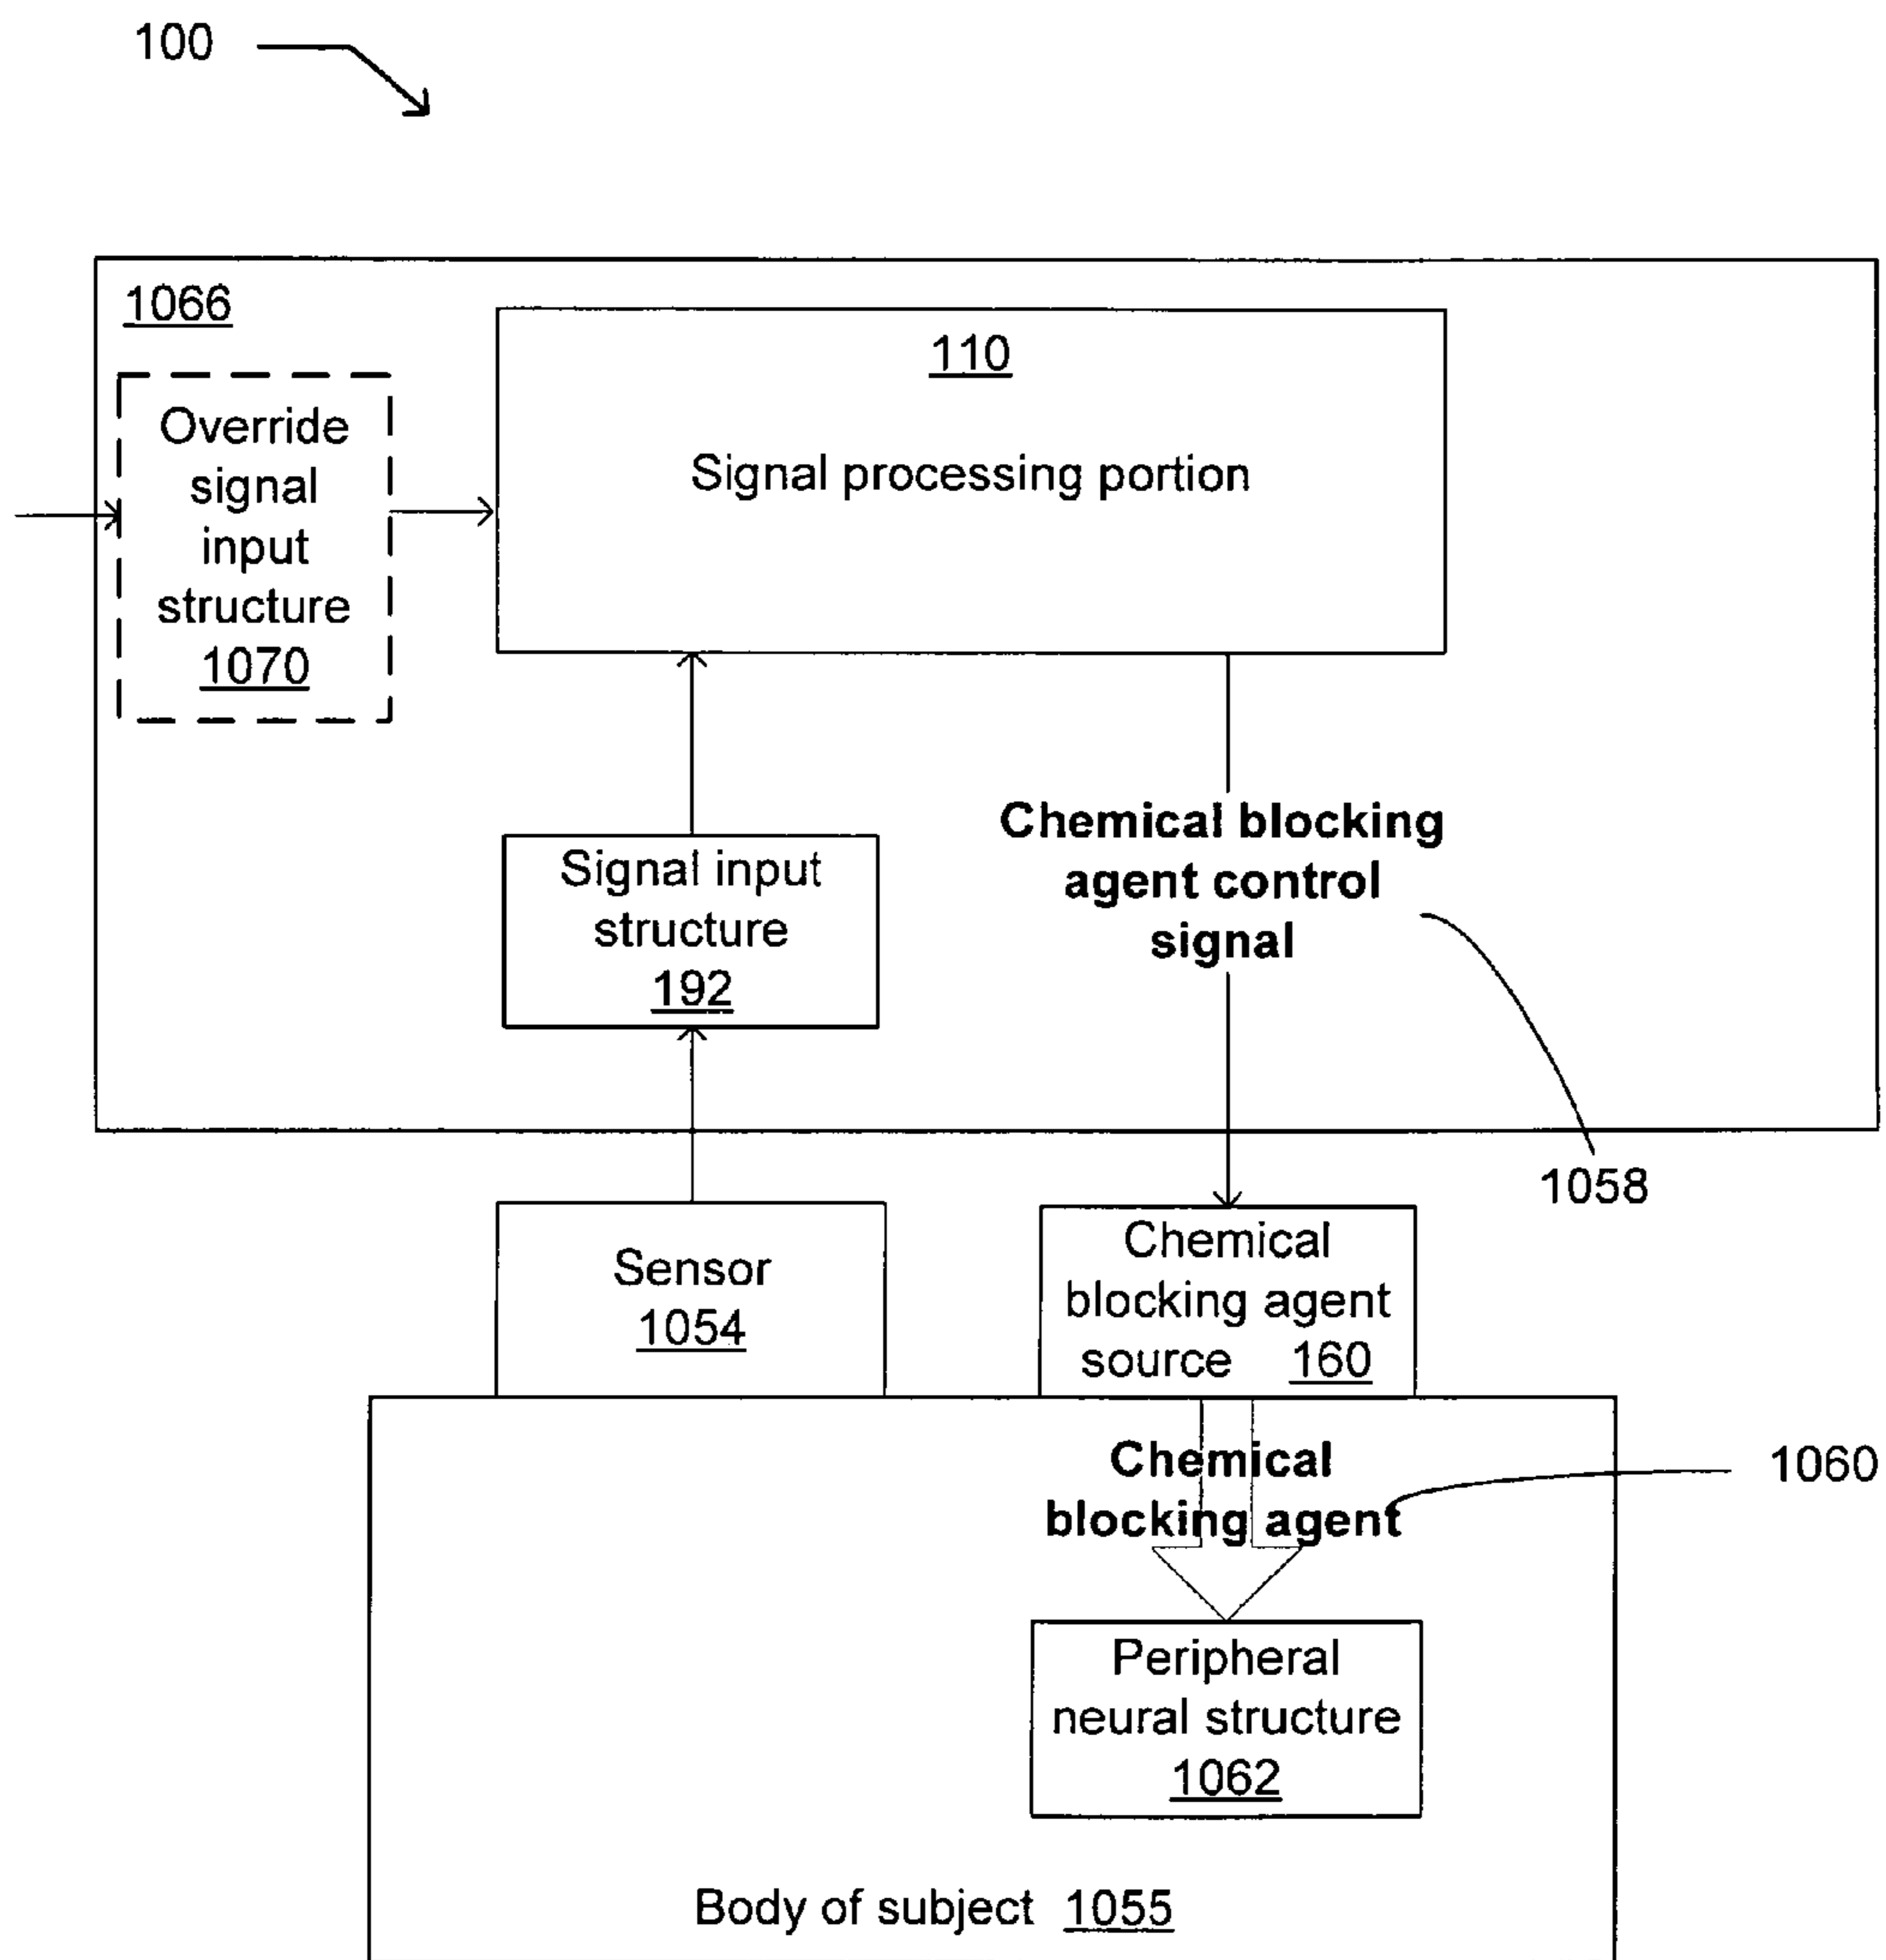 100
1066
110
Override
signal
input
structure
1070
Signal processing portion
Signal input
structure
192
Chemical blocking
agent control
signal
1058
Sensor
1054
Chemical
blocking agent
source 160
Chemical
blocking agent
1060
Peripheral
neural structure
1062
Body of subject 1055